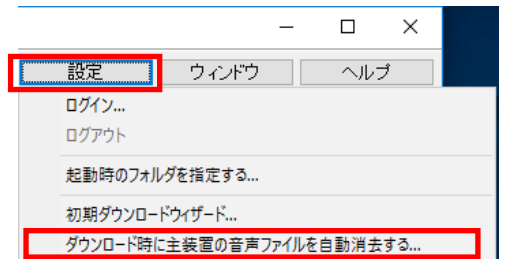 設定 ウィンドウ ヘルプ
ログイン...
ログアウト
起動時のフォルダを指定する...
初期ダウンロードウィザード...
ダウンロード時に主装置の音声ファイルを自動消去する...